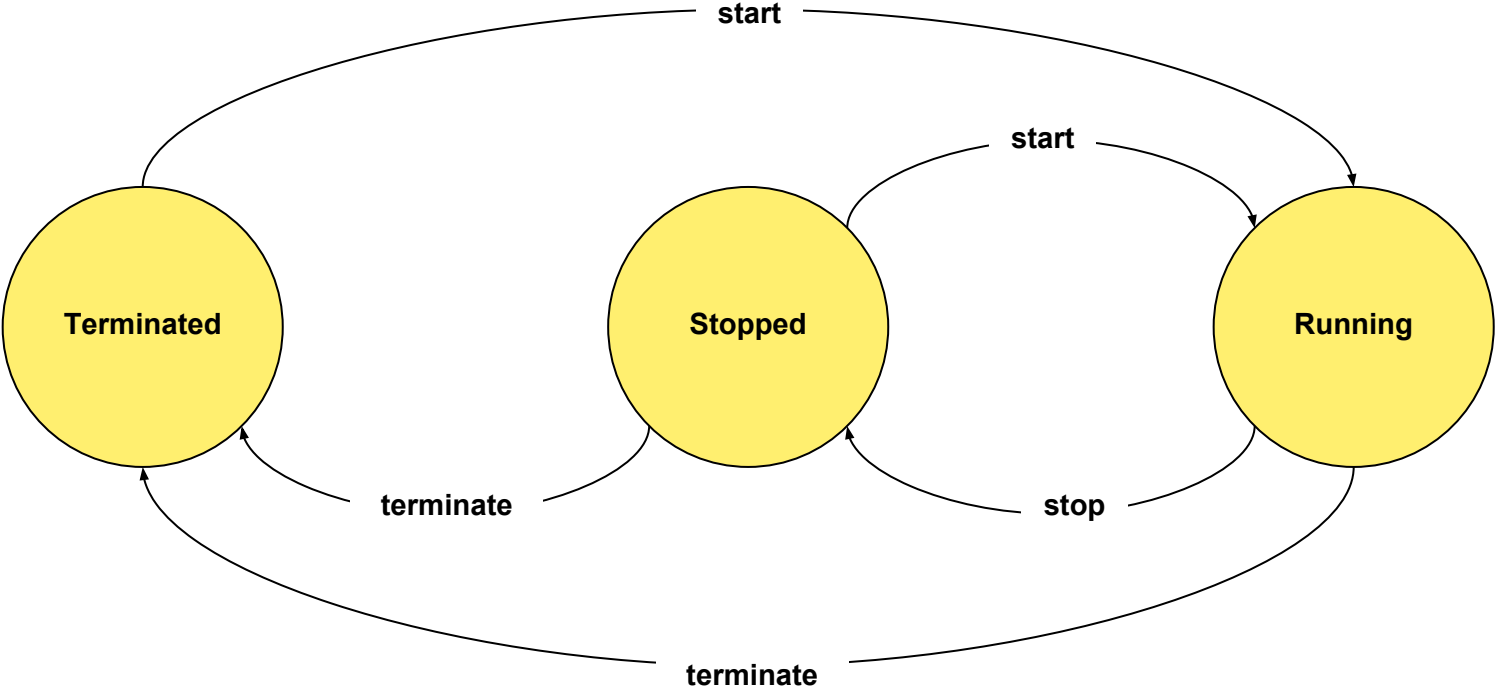 start
start
Terminated
Stopped
Running
terminate
stop
terminate